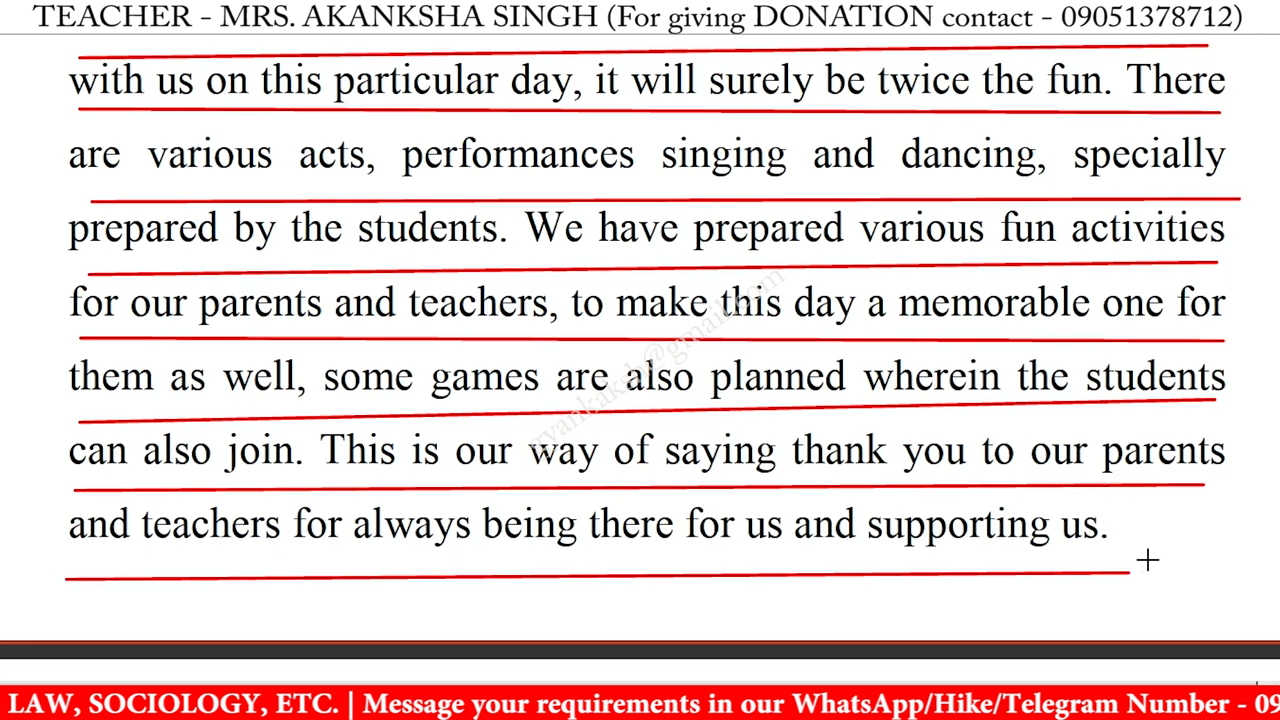 TEACHER - MRS. AKANKSHA SINGH (For giving DONATION contact - 09051378712)
with us on this particular day, it will surely be twice the fun. There
are various acts, performances singing and dancing, specially
prepared by the students. We have prepared various fun activities
for our parents and teachers, to make this day a memorable one for
them as well, some games are also planned wherein the students
can also join. This is our way of saying thank you to our parents
and teachers for always being there for us and supporting us.
LAW, SOCIOLOGY, ETC. | Message your requirements in our WhatsApp/Hike/Telegram Number - 09